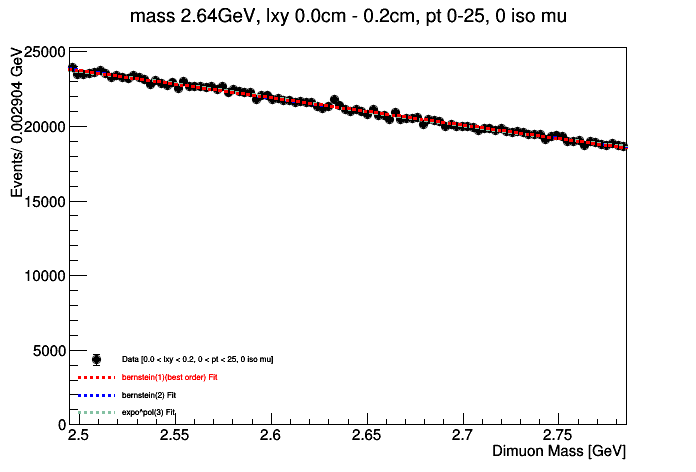 mass 2.64GeV, lxy 0.0cm - 0.2cm, pt 0-25, 0 iso mu
Events/ 0.002904 GeV
25000
20000
15000
10000
5000
0
Data [0.0 < lxy < 0.2, 0 < pt < 25, 0 iso mu]
bernstein(1)(best order) Fit
bernstein(2) Fit
expo^pol(3) Fit
2.5 2.55 2.6 2.65 2.7 2.75
Dimuon Mass [GeV]